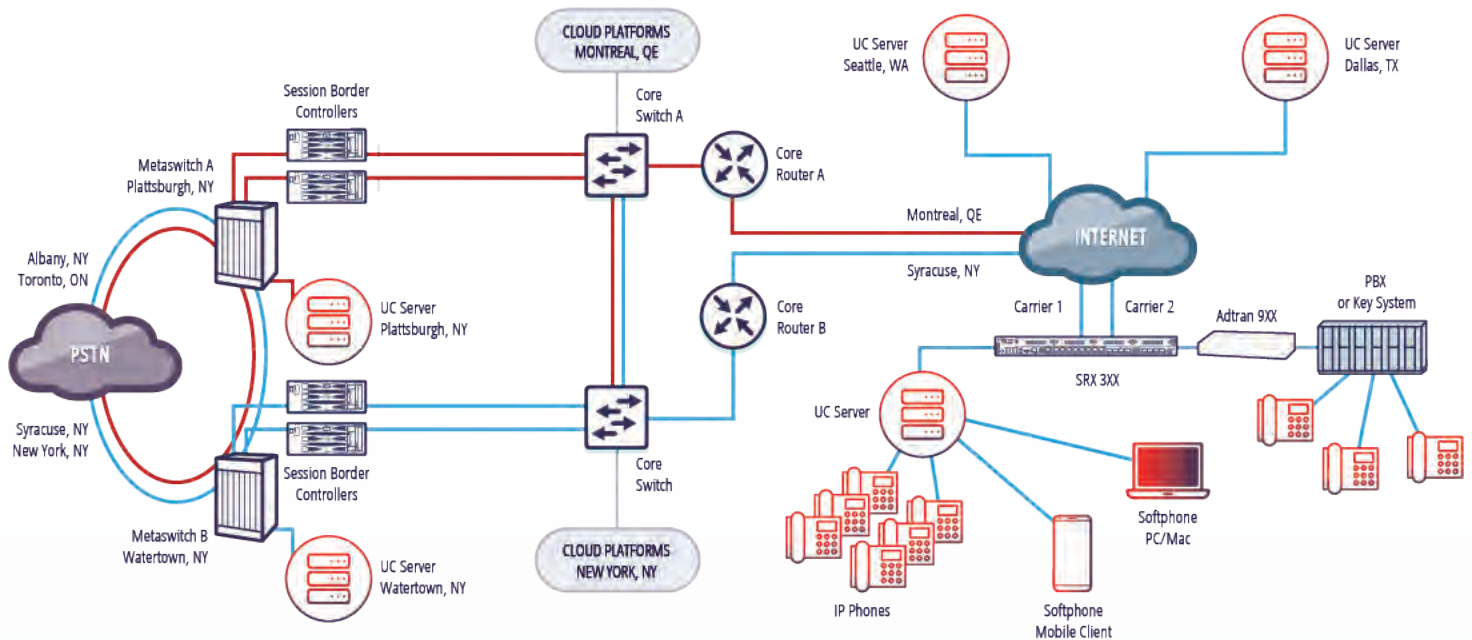 CLOUD PLATFORMS
MONTREAL, QE
UC Server
Seattle, WA
UC Server
Dallas, TX
Session Border
Controllers
Core
Switch A
Metaswitch A
Plattsburgh, NY
Core
Router A
Montreal, QE
INTERNET
Albany, NY
Toronto, ON
Syracuse, NY
PBX
or Key System
UC Server
Plattsburgh, NY
Core
Router B
Carrier 1
Carrier 2
Adtran 9XX
PSTN
SRX 3XX
UC Server
Syracuse, NY
New York, NY
Session Border
Controllers
Core
Switch
Metaswitch B
Watertown, NY
Softphone
PC/Mac
CLOUD PLATFORMS
NEW YORK, NY
UC Server
Watertown, NY
IP Phones
Softphone
Mobile Client